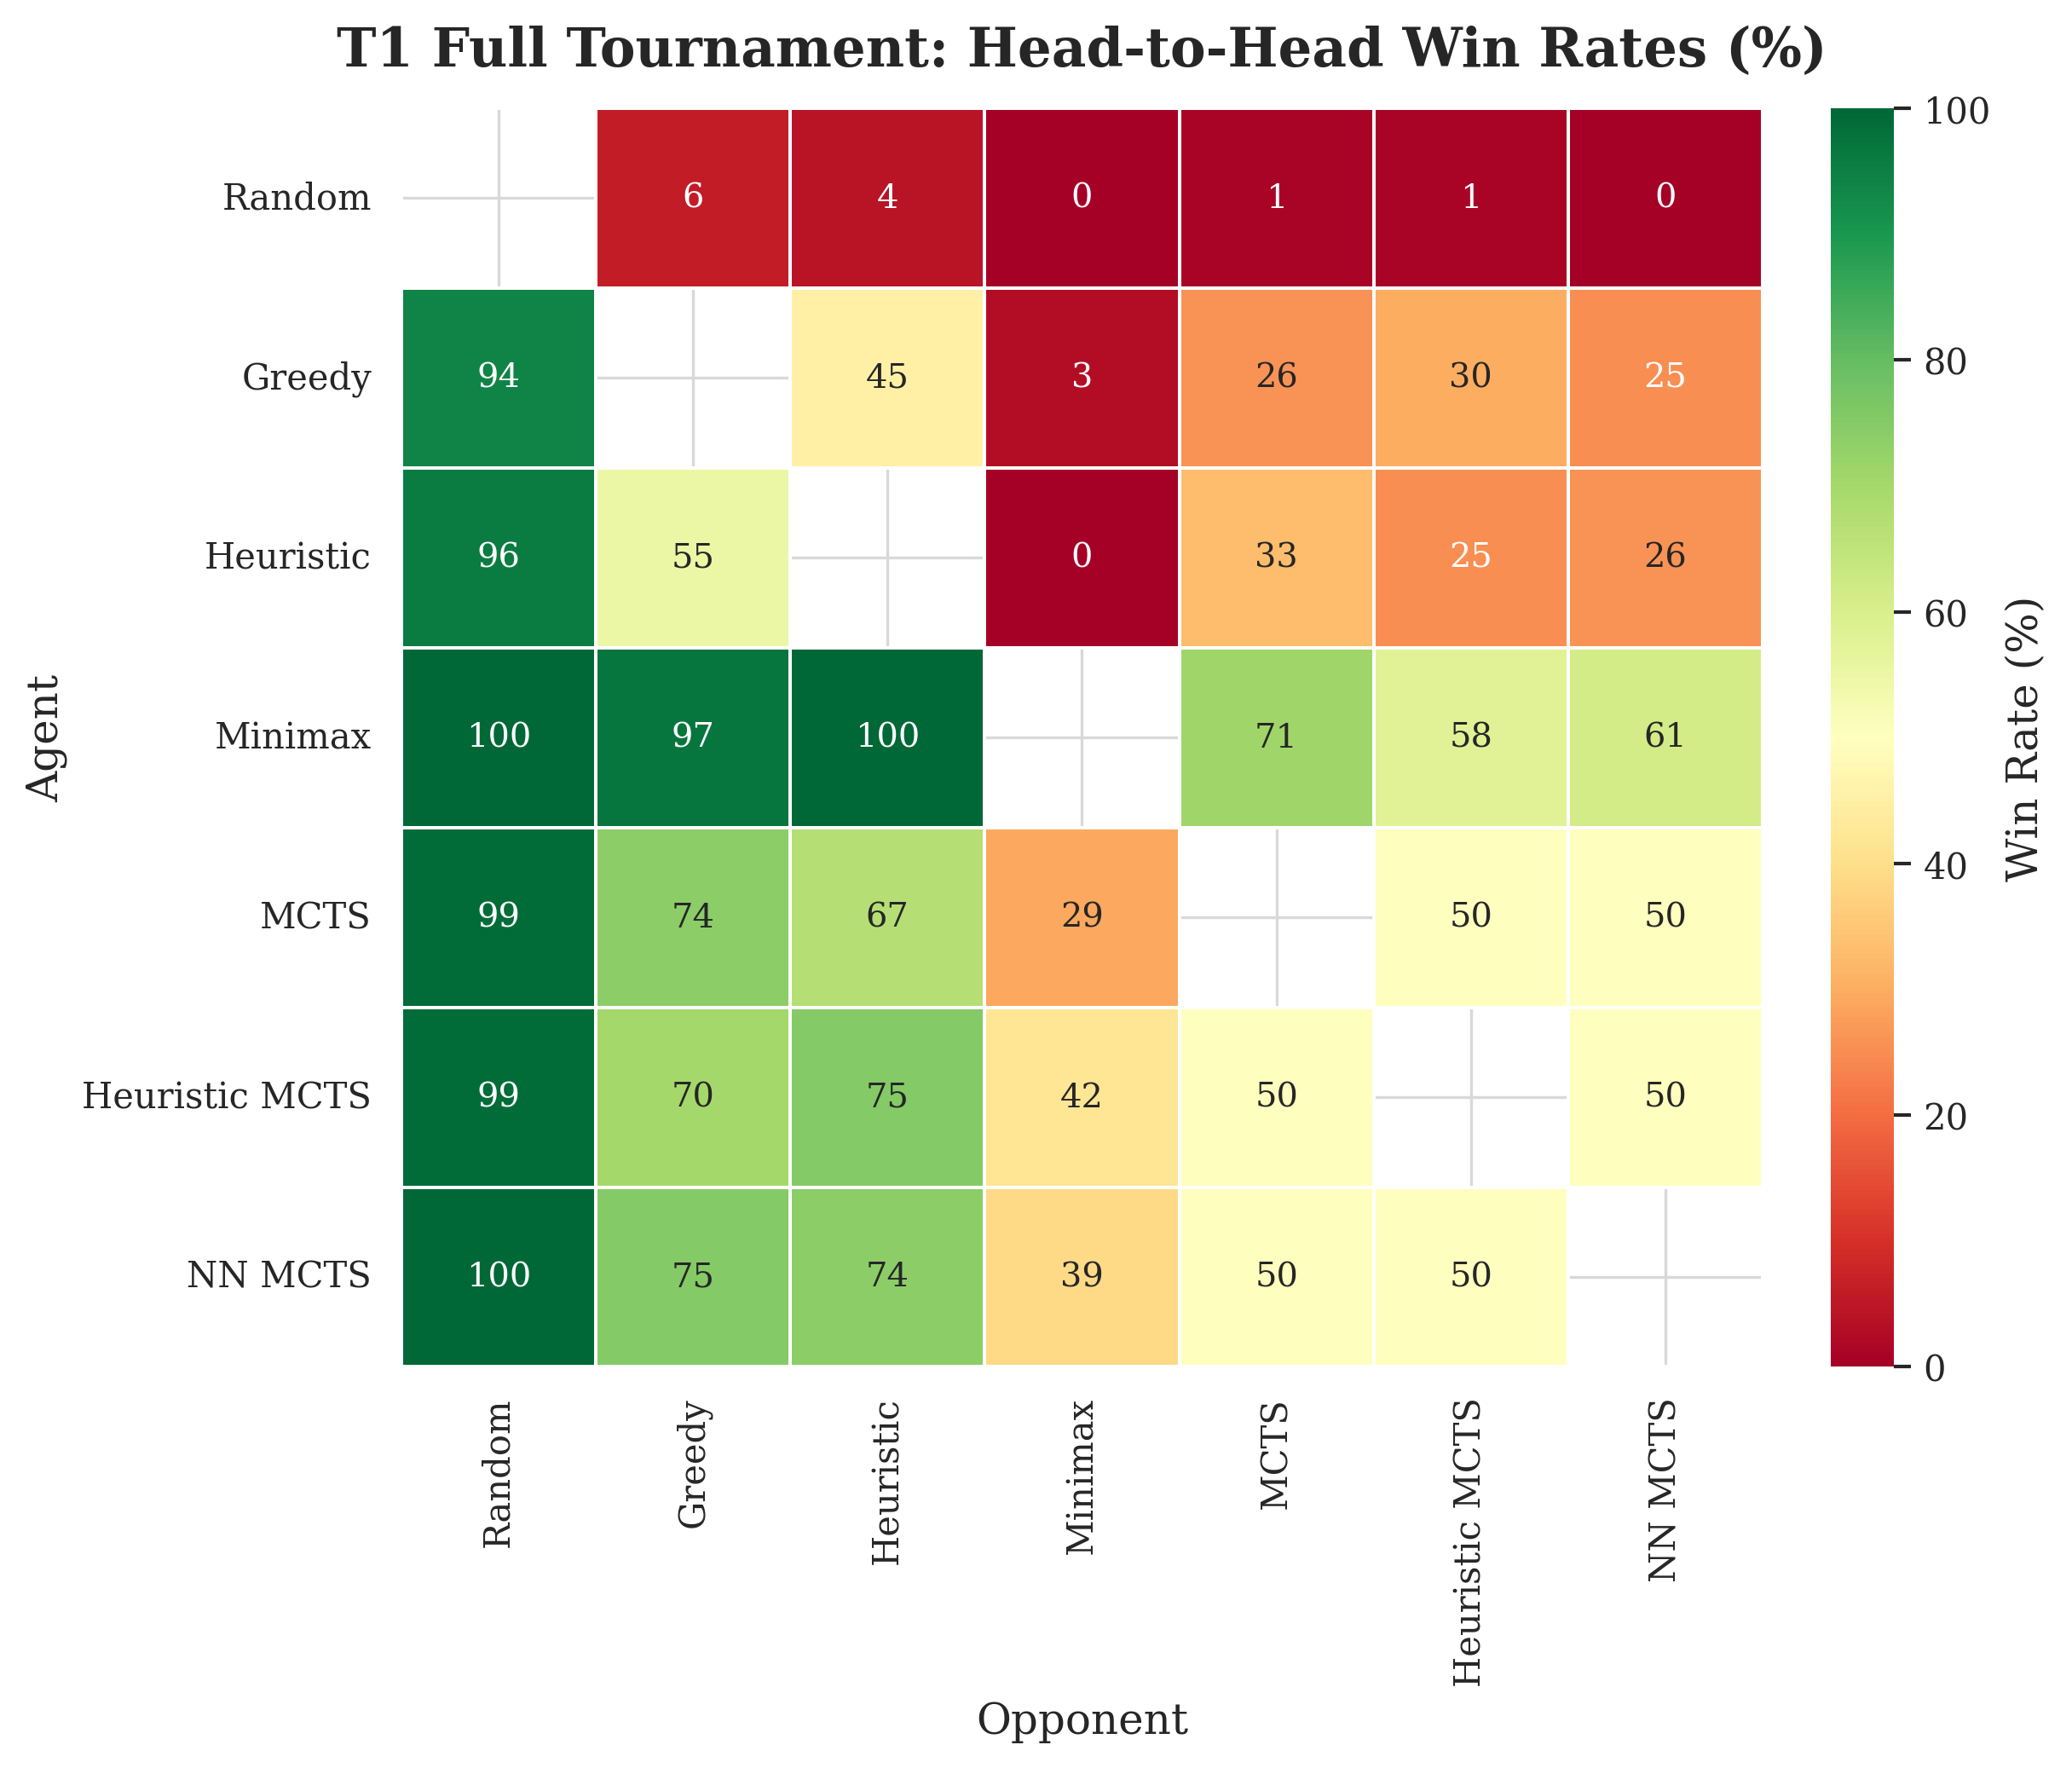 T1 Full Tournament: Head-to-Head Win Rates (%)
Agent
Random 6 4 0 1 1 0
Greedy 94 45 3 26 30 25
Heuristic 96 55 0 33 25 26
Minimax 100 97 100 71 58 61
MCTS 99 74 67 29 50 50
Heuristic MCTS 99 70 75 42 50 50
NN MCTS 100 75 74 39 50 50
Random
Greedy
Heuristic
Minimax
MCTS
Heuristic MCTS
NN MCTS
Opponent
100
80
60
40
20
0
Win Rate (%)